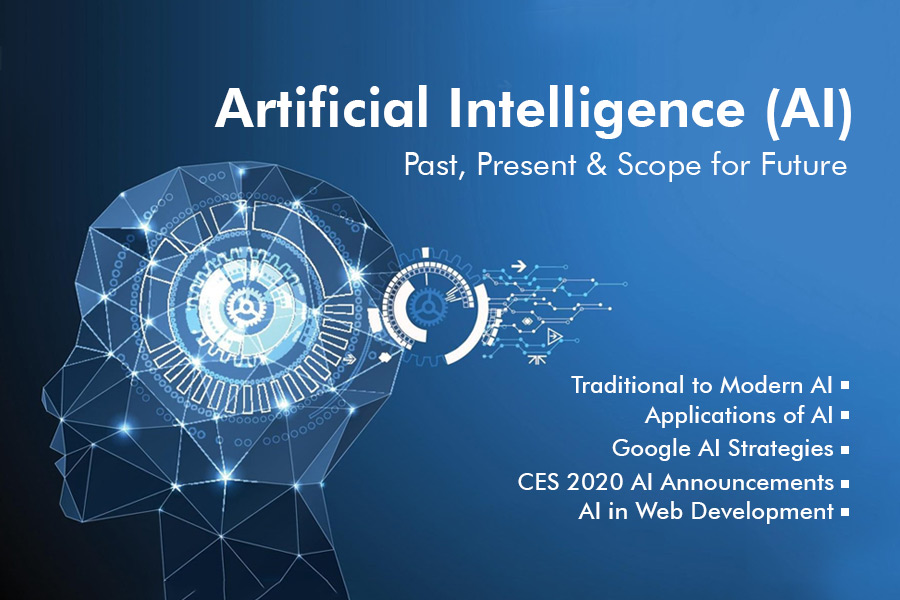 Artificial Intelligence (AI)
Past, Present & Scope for Future
Traditional to Modern AI
Applications of AI
Google AI Strategies
CES 2020 AI Announcements
AI in Web Development